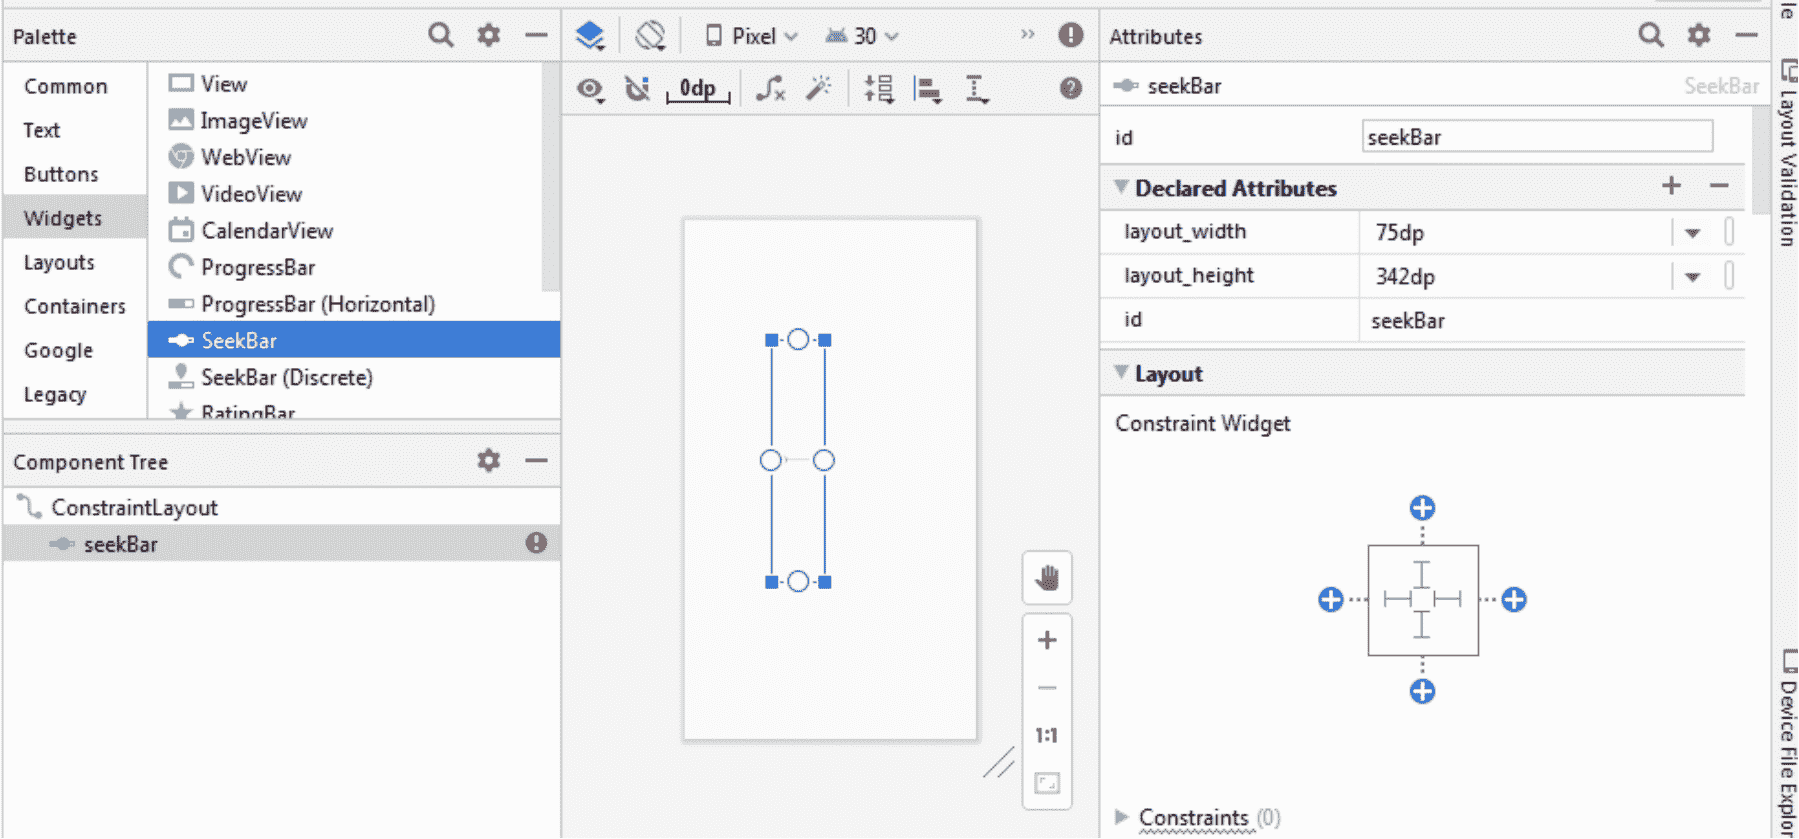 Palette
Common
Text
Buttons
Widgets
Layouts
Containers
Google
Legacy
View
ImageView
WebView
VideoView
CalendarView
ProgressBar
ProgressBar (Horizontal)
SeekBar
SeekBar (Discrete)
RatingBar
Component Tree
ConstraintLayout
seekBar
Pixel
30
0dp
1:1
Attributes
seekBar SeekBar
id seekBar
Declared Attributes
layout_width 75dp
layout_height 342dp
id seekBar
Layout
Constraint Widget
Constraints (0)
le
Layout Validation
Device File Explor